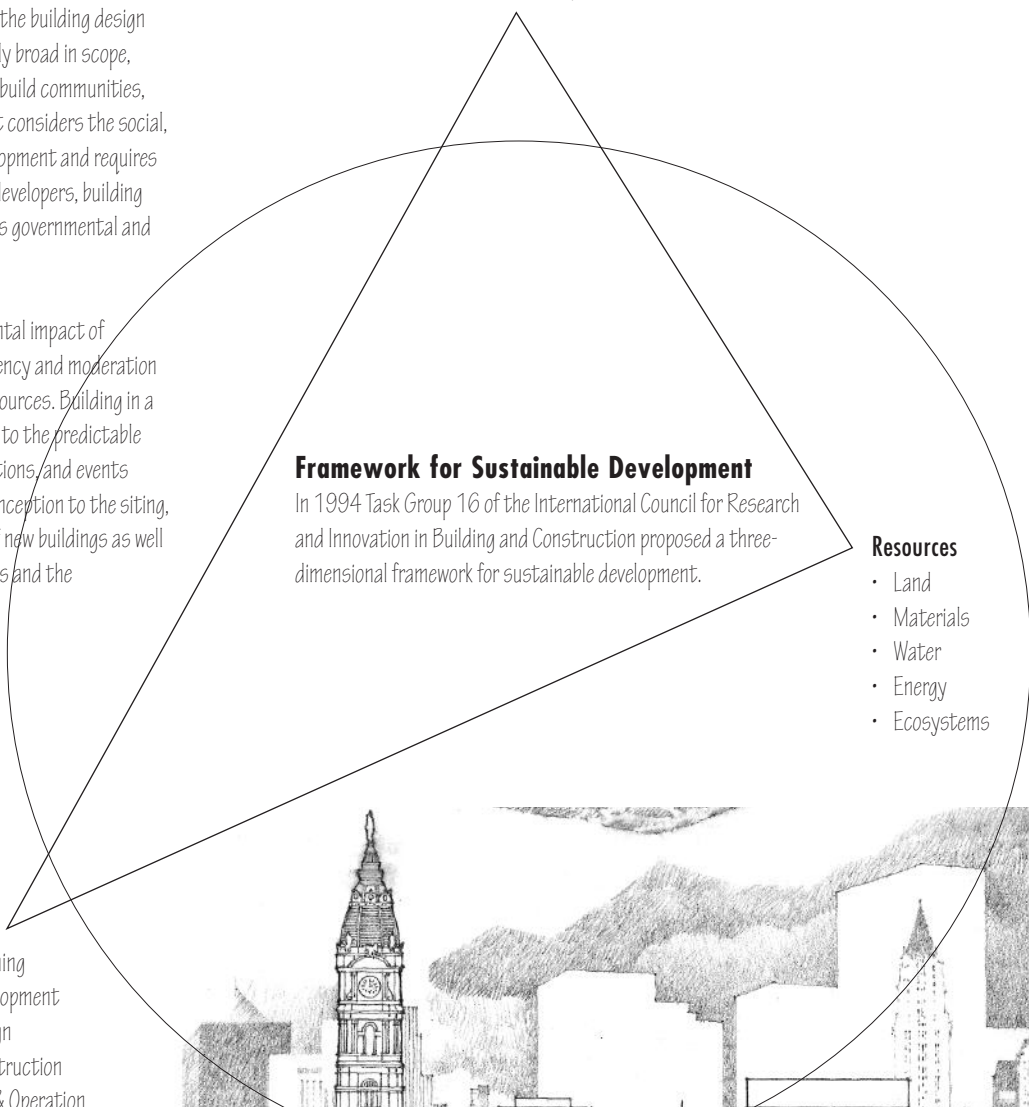 the building design
ly broad in scope,
build communities,
t considers the social,
opment and requires
developers, building
s governmental and
ntal impact of
ency and moderation
ources. Building in a
to the predictable
tions, and events
nception to the siting,
new buildings as well
s and the
Framework for Sustainable Development
In 1994 Task Group 16 of the International Council for Research
and Innovation in Building and Construction proposed a three-
dimensional framework for sustainable development.
Resources
• Land
• Materials
• Water
• Energy
• Ecosystems
ning
opment
gn
truction
& Operation